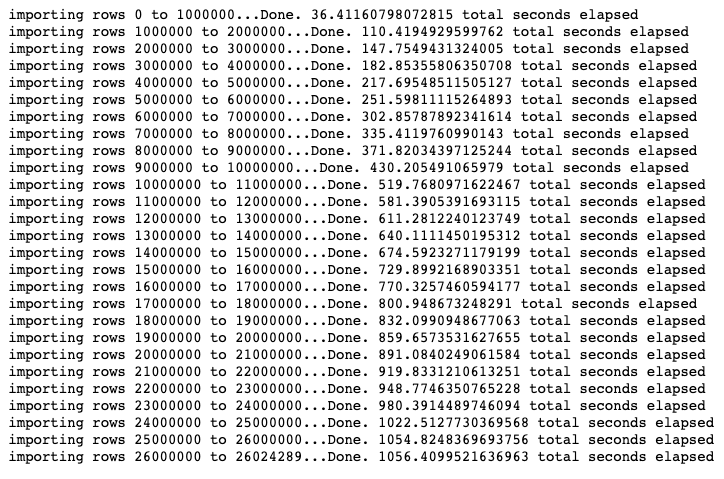 importing rows 0 to 1000000...Done. 36.41160798072815 total seconds elapsed
importing rows 1000000 to 2000000...Done. 110.4194929599762 total seconds elapsed
importing rows 2000000 to 3000000...Done. 147.7549431324005 total seconds elapsed
importing rows 3000000 to 4000000...Done. 182.85355806350708 total seconds elapsed
importing rows 4000000 to 5000000...Done. 217.69548511505127 total seconds elapsed
importing rows 5000000 to 6000000...Done. 251.59811115264893 total seconds elapsed
importing rows 6000000 to 7000000...Done. 302.85787892341614 total seconds elapsed
importing rows 7000000 to 8000000...Done. 335.4119760990143 total seconds elapsed
importing rows 8000000 to 9000000...Done. 371.82034397125244 total seconds elapsed
importing rows 9000000 to 10000000...Done. 430.205491065979 total seconds elapsed
importing rows 10000000 to 11000000...Done. 519.7680971622467 total seconds elapsed
importing rows 11000000 to 12000000...Done. 581.3905391693115 total seconds elapsed
importing rows 12000000 to 13000000...Done. 611.2812240123749 total seconds elapsed
importing rows 13000000 to 14000000...Done. 640.1111450195312 total seconds elapsed
importing rows 14000000 to 15000000...Done. 674.5923271179199 total seconds elapsed
importing rows 15000000 to 16000000...Done. 729.8992168903351 total seconds elapsed
importing rows 16000000 to 17000000...Done. 770.3257460594177 total seconds elapsed
importing rows 17000000 to 18000000...Done. 800.948673248291 total seconds elapsed
importing rows 18000000 to 19000000...Done. 832.0990948677063 total seconds elapsed
importing rows 19000000 to 20000000...Done. 859.6573531627655 total seconds elapsed
importing rows 20000000 to 21000000...Done. 891.0840249061584 total seconds elapsed
importing rows 21000000 to 22000000...Done. 919.8331210613251 total seconds elapsed
importing rows 22000000 to 23000000...Done. 948.7746350765228 total seconds elapsed
importing rows 23000000 to 24000000...Done. 980.3914489746094 total seconds elapsed
importing rows 24000000 to 25000000...Done. 1022.5127730369568 total seconds elapsed
importing rows 25000000 to 26000000...Done. 1054.8248369693756 total seconds elapsed
importing rows 26000000 to 26024289...Done. 1056.4099521636963 total seconds elapsed